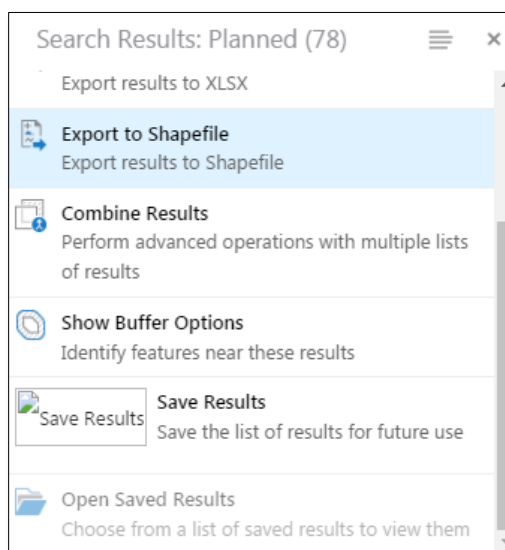 Search Results: Planned (78)
Export results to XLSX
Export to Shapefile
Export results to Shapefile
Combine Results
Perform advanced operations with multiple lists
of results
Show Buffer Options
Identify features near these results
Save Results
Save Results
Save the list of results for future use
Open Saved Results
Choose from a list of saved results to view them